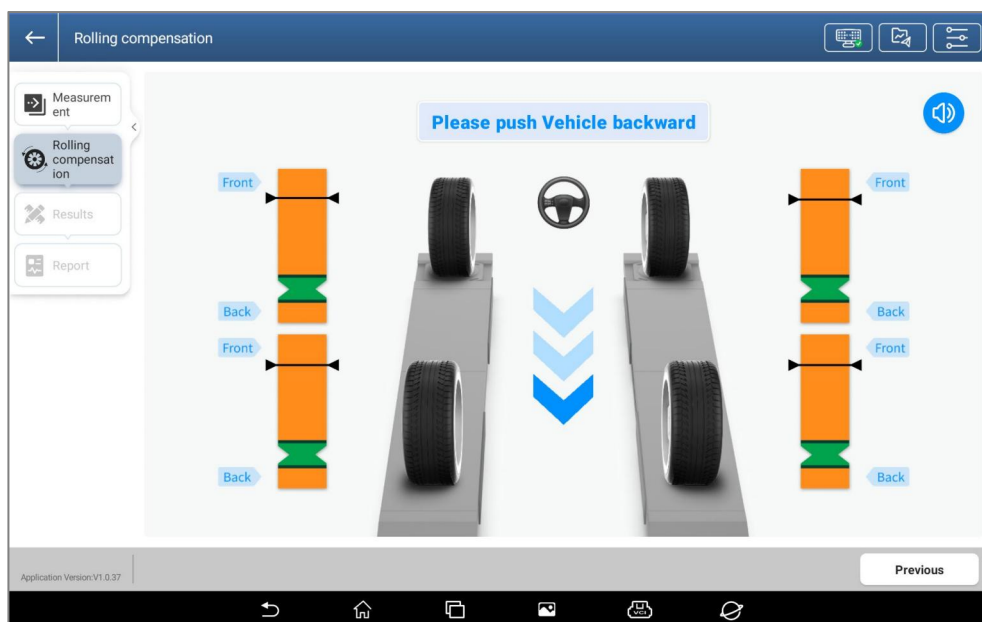 Rolling compensation
Measurem
ent
Rolling
compensat
ion
Results
Report
Please push Vehicle backward
Front
Front
Back
Back
Front
Front
Back
Back
Application Version:V1.0.37
Previous
VCI